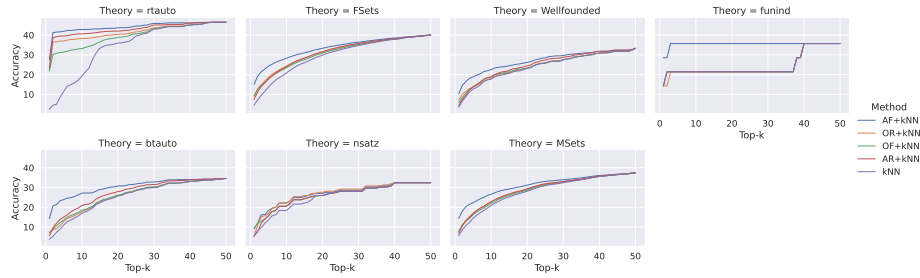 Theory = rtauto
Theory = FSets
Theory = Wellfounded
Theory = funind
Accuracy
40
30
20
10
0 10 20 30 40 50
Top-k
Method
AF+kNN
OR+kNN
OF+kNN
AR+kNN
kNN
Theory = btauto
Theory = nsatz
Theory = MSets
Accuracy
40
30
20
10
0 10 20 30 40 50
Top-k
0 10 20 30 40 50
Top-k
0 10 20 30 40 50
Top-k